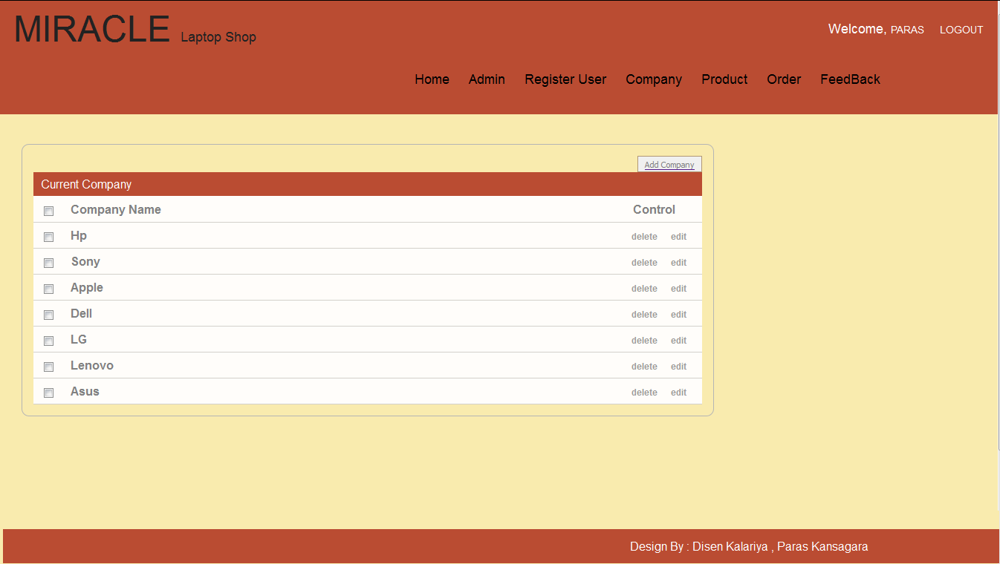 MIRACLE Laptop Shop
Welcome, PARAS LOGOUT
Home Admin Register User Company Product Order FeedBack
Add Company
Current Company
Company Name Control
Hp delete edit
Sony delete edit
Apple delete edit
Dell delete edit
LG delete edit
Lenovo delete edit
Asus delete edit
Design By : Disen Kalariya , Paras Kansagara